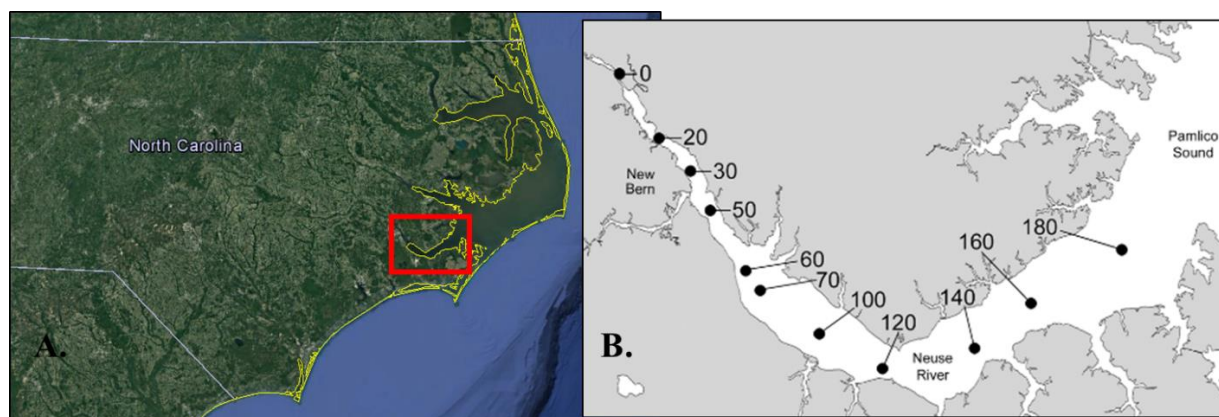 North Carolina
A.
0
20
30
New
Bern
50
60
70
100
120
140
160
180
Pamlico
Sound
Neuse
River
B.